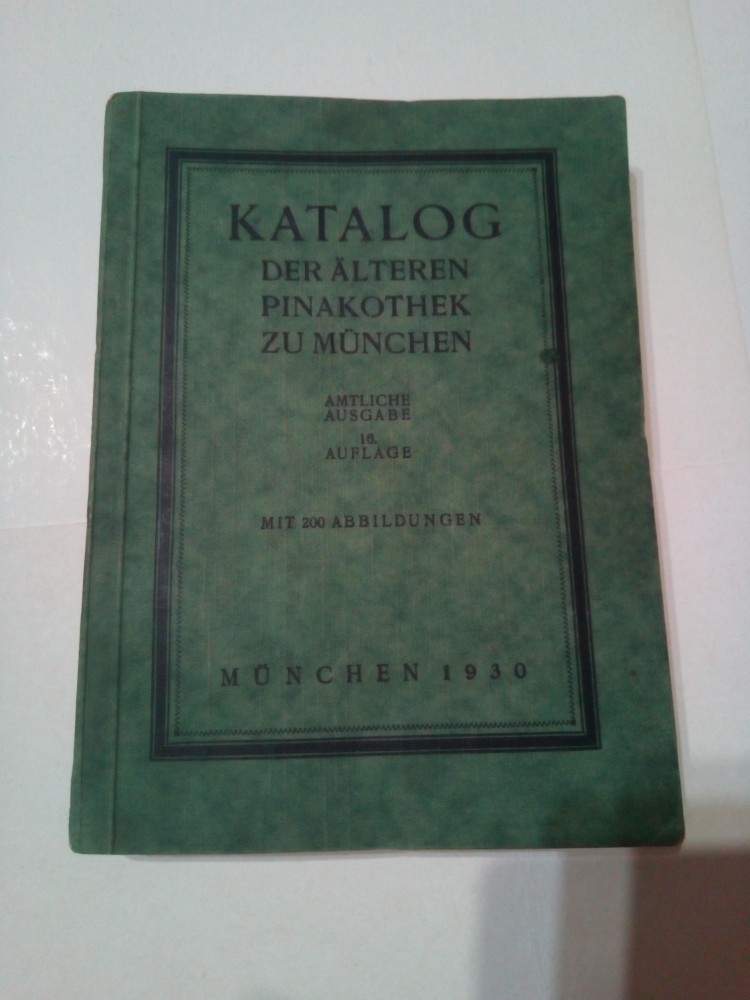 KATALOG
DER ÄLTEREN
PINAKOTHEK
ZU MÜNCHEN
AMTLICHE
AUSGABE
16.
AUFLAGE
MIT 200 ABBILDUNGEN
MÜNCHEN 1930